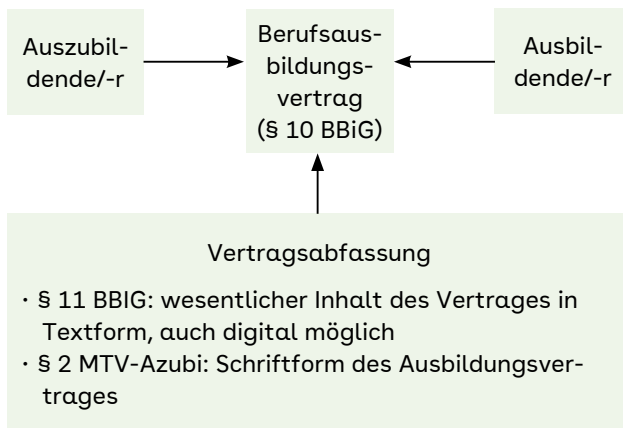 Auszubil-
dende/-r
Berufsaus-
bildungs-
vertrag
(§ 10 BBiG)
Ausbil-
dende/-r
Vertragsabfassung
· § 11 BBIG: wesentlicher Inhalt des Vertrages in
Textform, auch digital möglich
· § 2 MTV-Azubi: Schriftform des Ausbildungsver-
trages